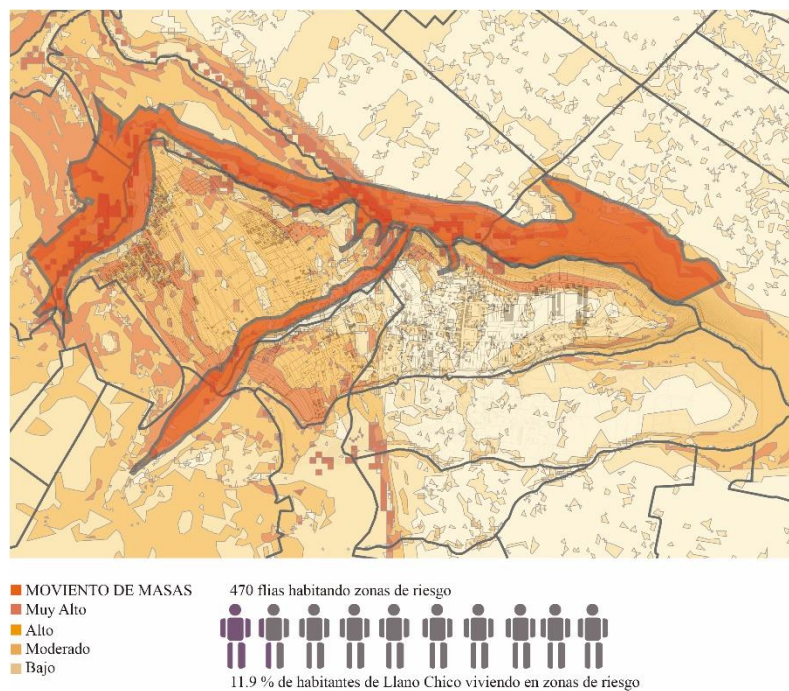 MOVIENTO DE MASAS
Muy Alto
Alto
Moderado
Bajo
470 flias habitando zonas de riesgo
11.9 % de habitantes de Llano Chico viviendo en zonas de riesgo